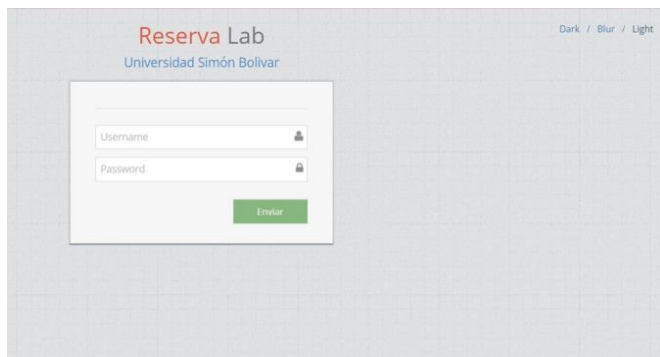 Reserva Lab
Dark / Blur / Light
Universidad Simón Bolivar
Username
Password
Enviar